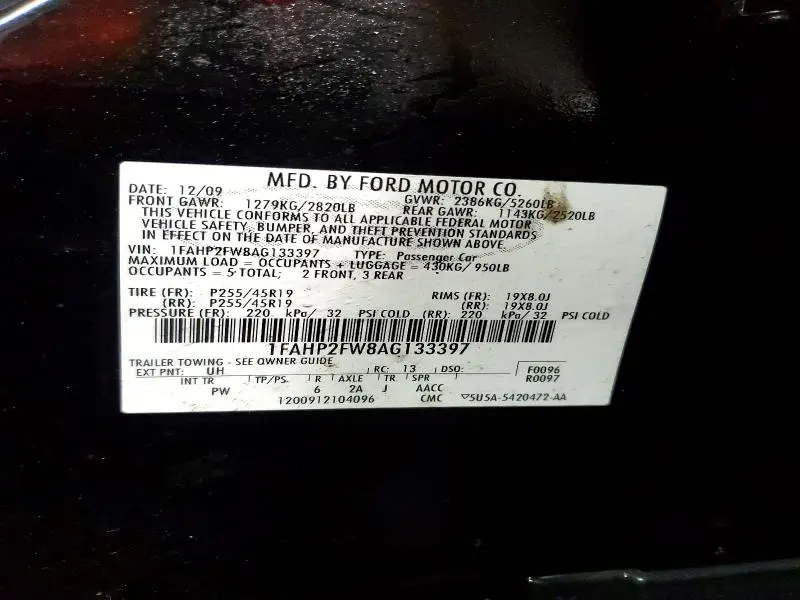 MFD. BY FORD MOTOR CO.
DATE: 12/09 GVWR: 2386KG/5260LB
FRONT GAWR: 1279KG/2820LB REAR GAWR: 1143KG/2520LB
THIS VEHICLE CONFORMS TO ALL APPLICABLE FEDERAL MOTOR
VEHICLE SAFETY, BUMPER, AND THEFT PREVENTION STANDARDS
IN EFFECT ON THE DATE OF MANUFACTURE SHOWN ABOVE.
VIN: 1FAHP2FW8AG133397 TYPE: Passenger Car
MAXIMUM LOAD = OCCUPANTS + LUGGAGE = 430KG/ 950LB
OCCUPANTS = 5 TOTAL; 2 FRONT, 3 REAR
TIRE (FR): P255/45R19 RIMS (FR): 19X8.0J
(RR): P255/45R19 (RR): 19X8.0J
PRESSURE (FR): 220 kPa/ 32 PSI COLD (RR): 220 kPa/ 32 PSI COLD
1FAHP2FW8AG133397
TRAILER TOWING - SEE OWNER GUIDE
EXT PNT: UH RC: 13 DSO: F0096
R0097
INT TR TP/PS R AXLE TR SPR
PW 6 2A J AACC
1200912104096 CMC ▽5U5A-5420472-AA